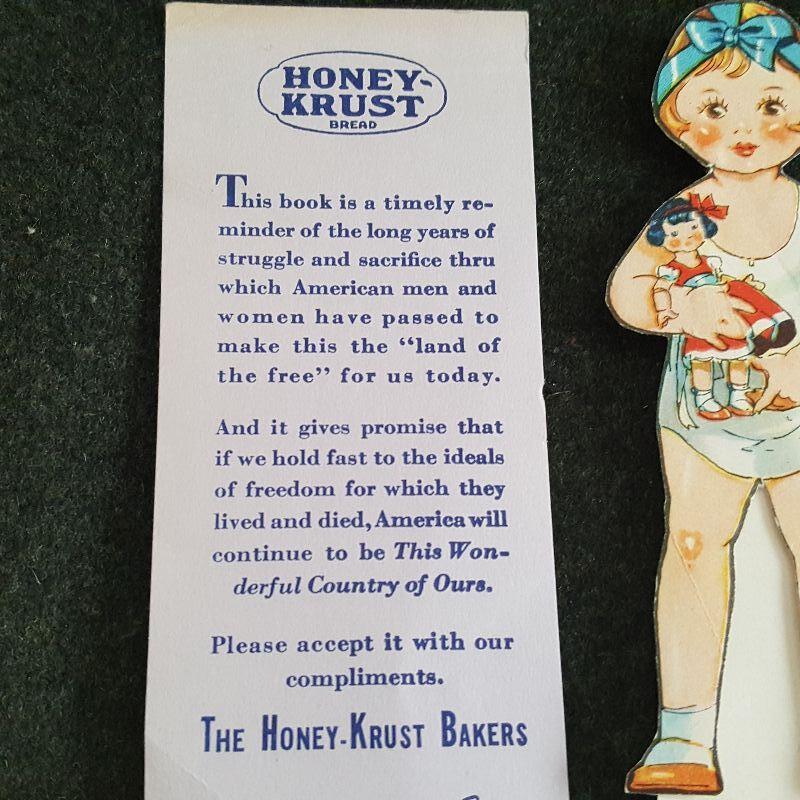 HONEY-
KRUST
BREAD
This book is a timely re-
minder of the long years of
struggle and sacrifice thru
which American men and
women have passed to
make this the “land of
the free” for us today.
And it gives promise that
if we hold fast to the ideals
of freedom for which they
lived and died, America will
continue to be This Won-
derful Country of Ours.
Please accept it with our
compliments.
THE HONEY-KRUST BAKERS